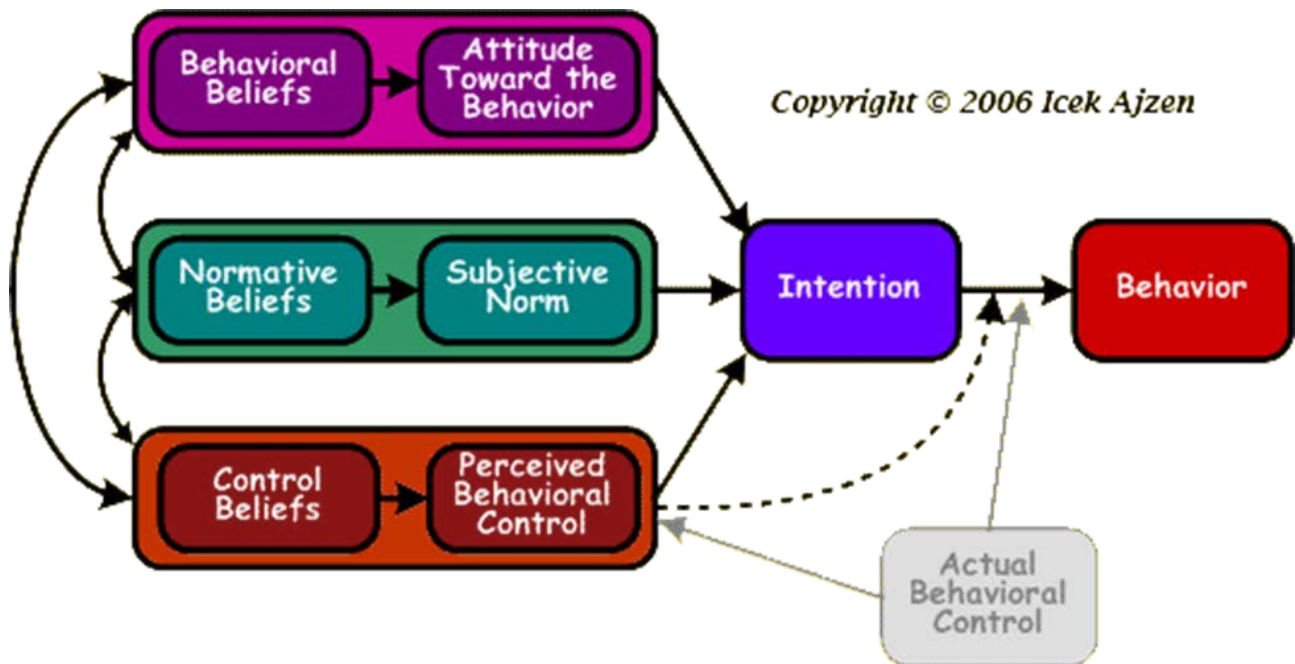 Behavioral
Beliefs
Attitude
Toward the
Behavior
Copyright © 2006 Icek Ajzen
Normative
Beliefs
Subjective
Norm
Intention
Behavior
Control
Beliefs
Perceived
Behavioral
Control
Actual
Behavioral
Control